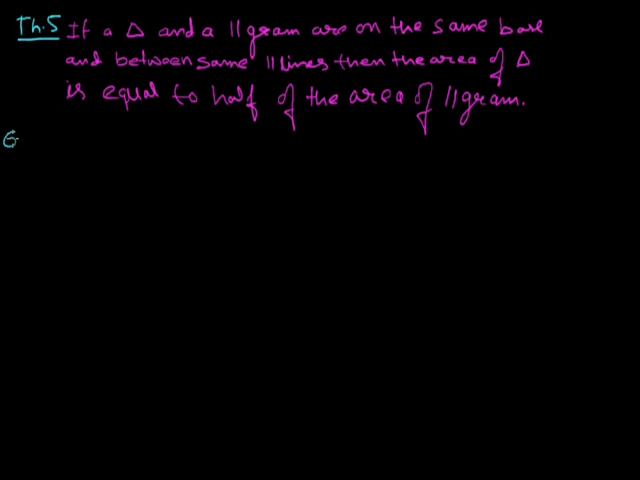 Th.5 If a Δ and a ||gram are on the same base
and between same || lines then the area of Δ
is equal to half of the area of ||gram.
G